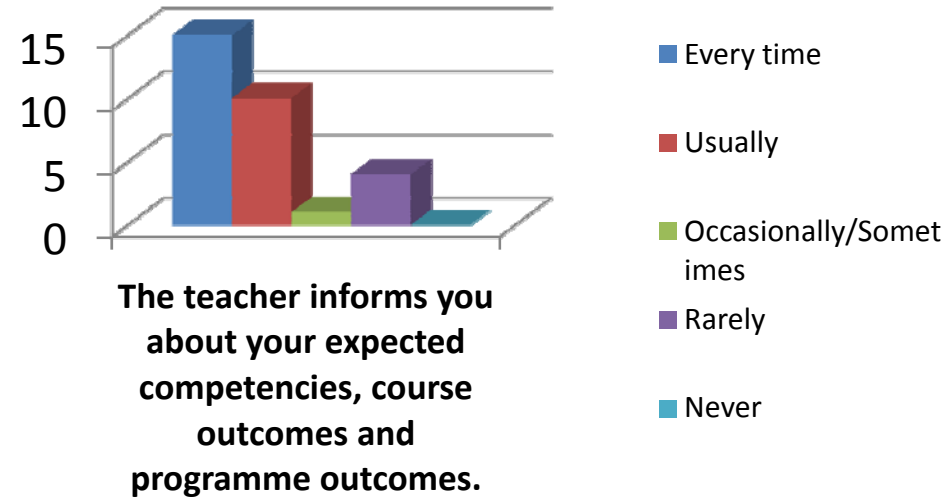 15
10
5
0
The teacher informs you
about your expected
competencies, course
outcomes and
programme outcomes.
Every time
Usually
Occasionally/Somet
imes
Rarely
Never